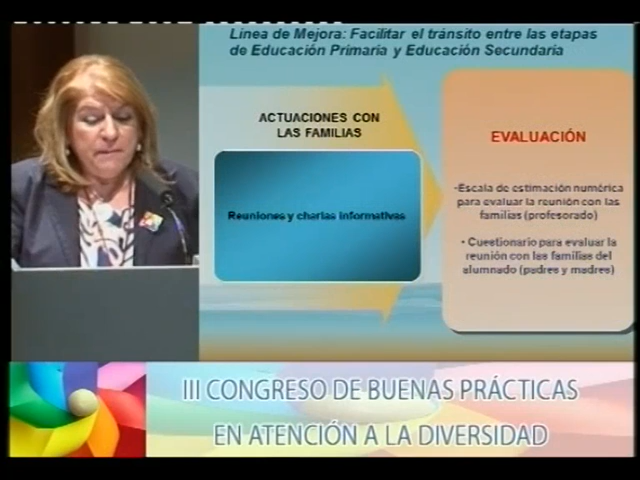 Línea de Mejora: Facilitar el tránsito entre las etapas
de Educación Primaria y Educación Secundaria
ACTUACIONES CON
LAS FAMILIAS
Reuniones y charlas informativas
EVALUACIÓN
•Escala de estimación numérica
para evaluar la reunión con las
familias (profesorado)
• Cuestionario para evaluar la
reunión con las familias del
alumnado (padres y madres)
III CONGRESO DE BUENAS PRÁCTICAS
EN ATENCIÓN A LA DIVERSIDAD